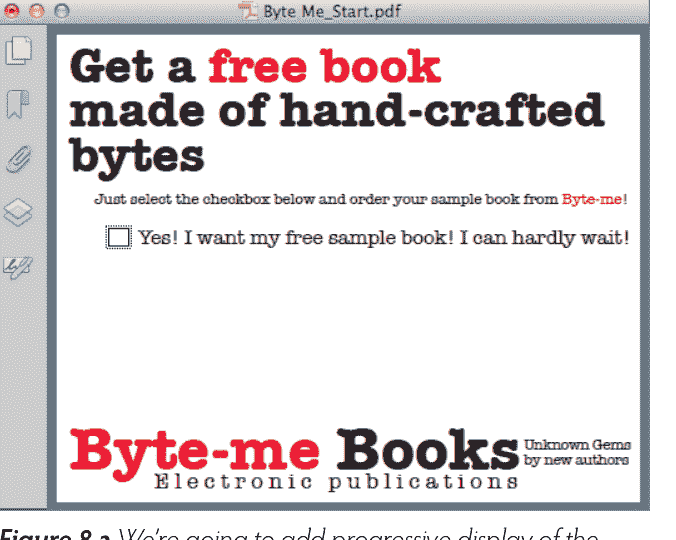 Byte Me_Start.pdf
Get a free book
made of hand-crafted
bytes
Just select the checkbox below and order your sample book from Byte-me!
Yes! I want my free sample book! I can hardly wait!
Byte-me Books
Unknown Gems
by new authors
Electronic publications
Figure 8.2 We're going to add progressive display of the